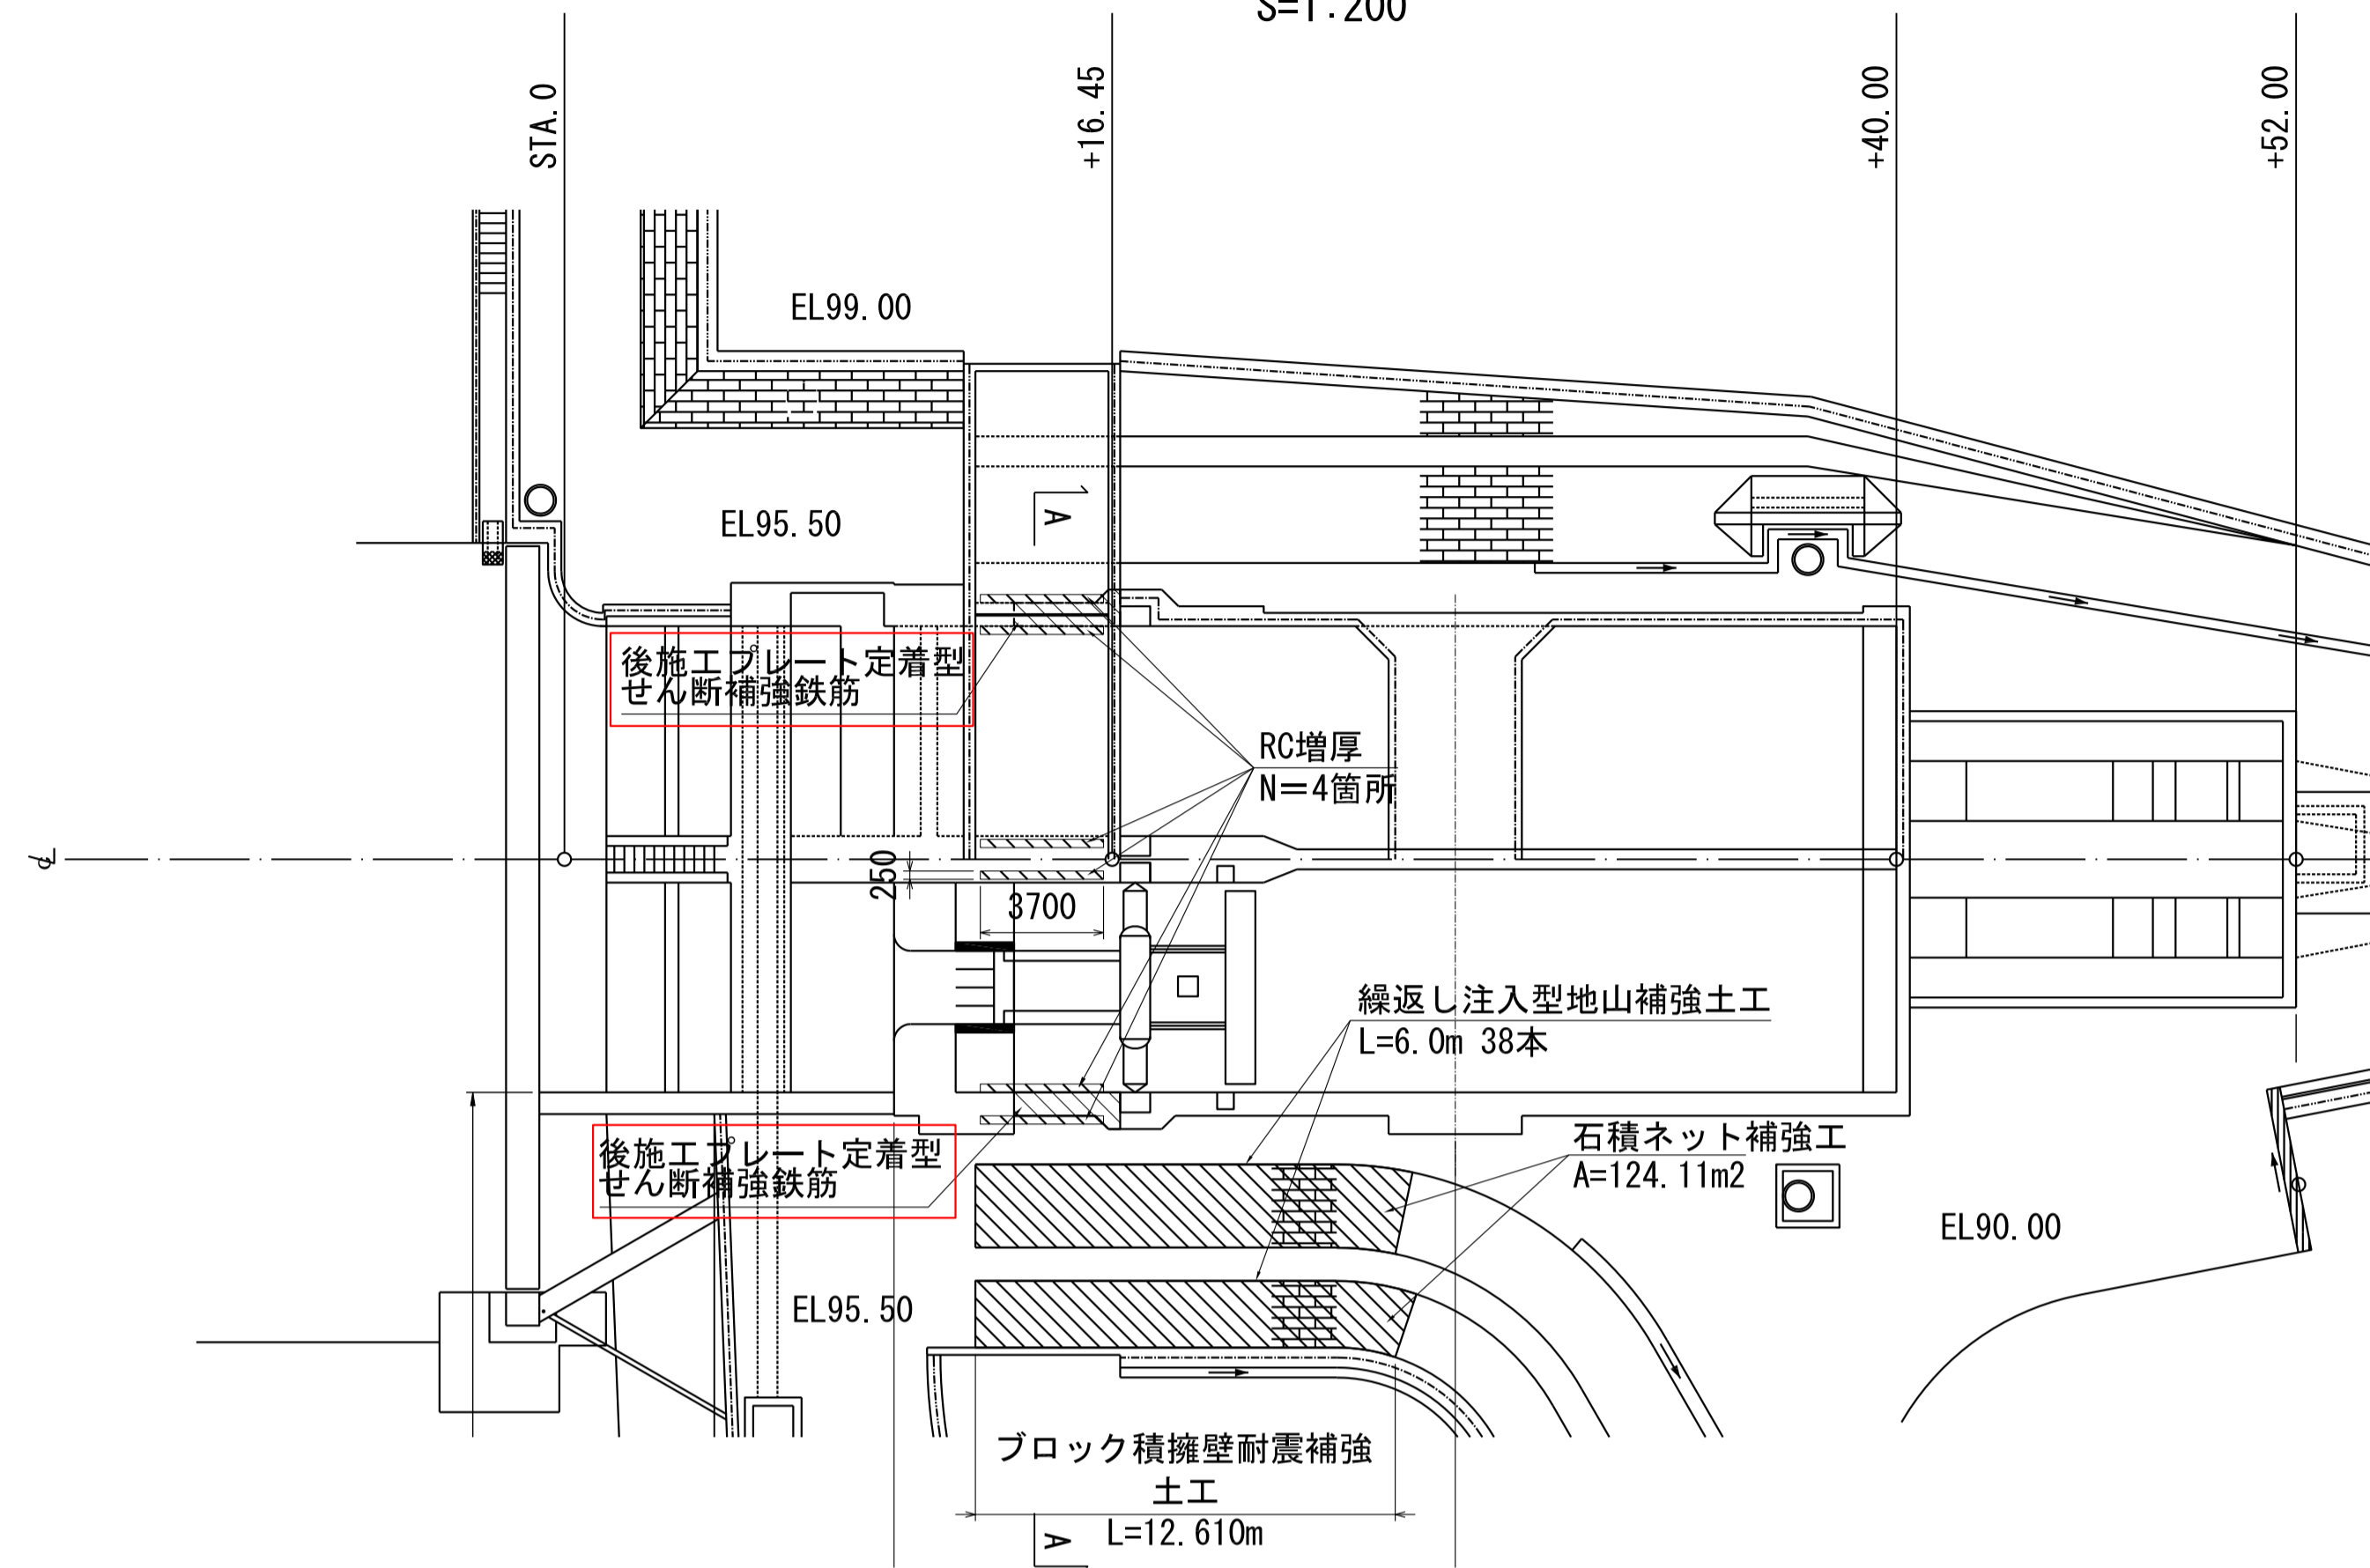 S=1:200
STA.0
+16.45
+40.00
+52.00
EL99.00
EL95.50
A
後施工プレート定着型
せん断補強鉄筋
RC増厚
N=4箇所
250
3700
繰返し注入型地山補強土工
L=6.0m 38本
後施工プレート定着型
せん断補強鉄筋
石積ネット補強工
A=124.11m2
EL90.00
EL95.50
ブロック積擁壁耐震補強
土工
L=12.610m
A